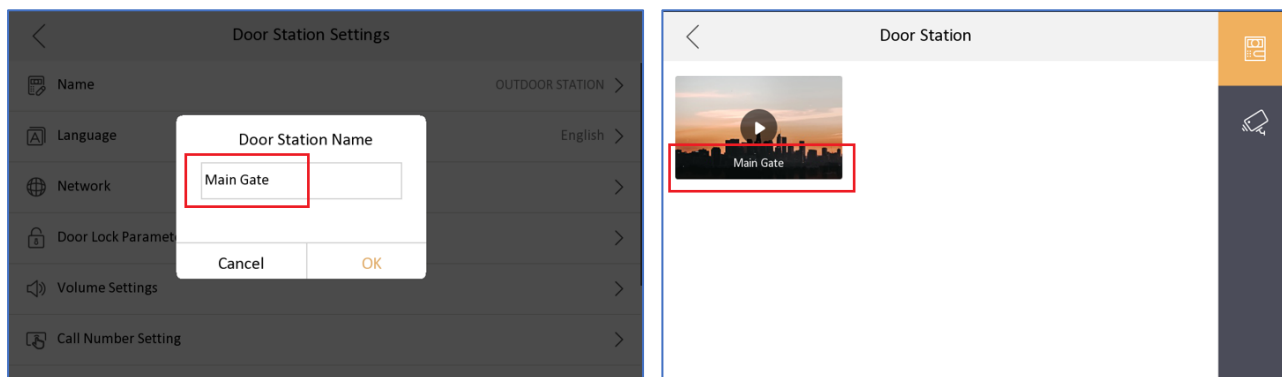 Door Station Settings
Name OUTDOOR STATION
Language English
Network
Door Lock Paramet
Volume Settings
Call Number Setting
Door Station Name
Main Gate
Cancel OK
Door Station
Main Gate